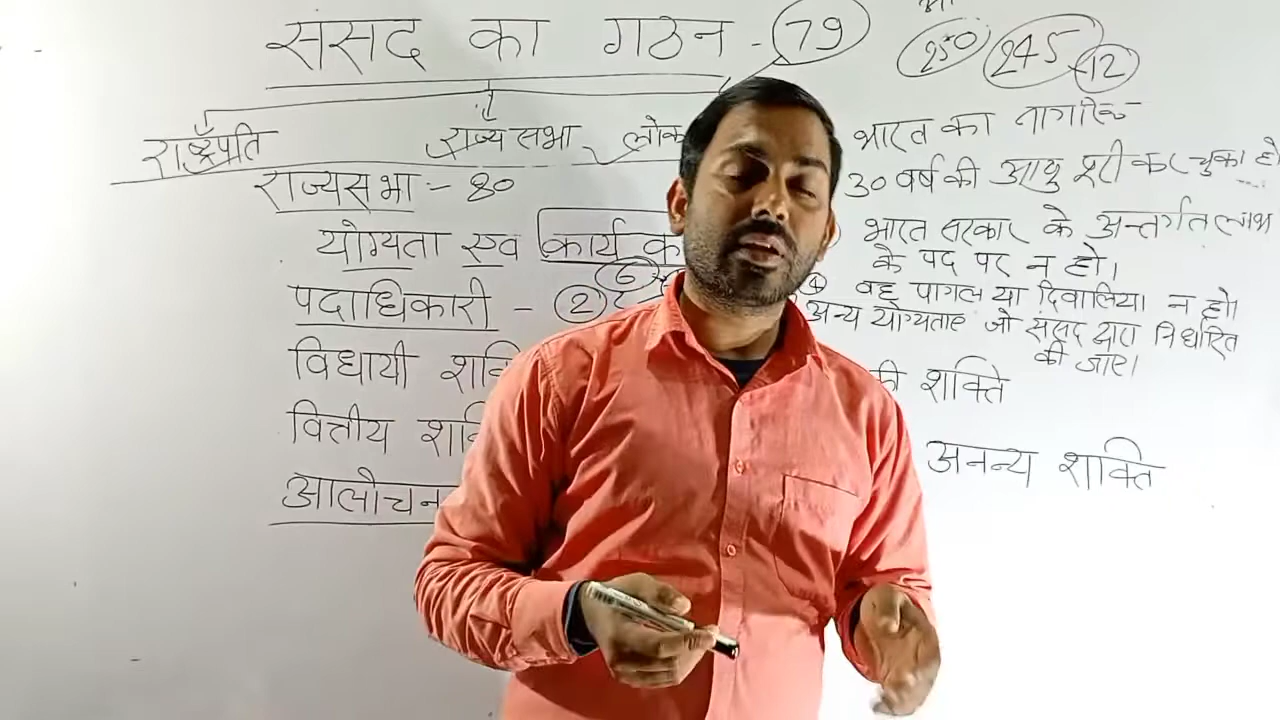 संसद का गठन - 79
250 245 12
राष्ट्रपति राज्यसभा लोक
राज्यसभा :- 80
योग्यता एव कार्य क
पदाधिकारी - 2 6
विधायी शक्ति
वित्तीय शक्ति
आलोचन
भारत का नागरिक
30 वर्ष की आयु पूरी कर चुका हो
भारत सरकार के अन्तर्गत लाभ
के पद पर न हो।
4 वह पागल या दिवालिया न हो।
अन्य योग्यताए जो संसद द्वारा निर्धारित
की जाए।
की शक्ति
अनन्य शक्ति